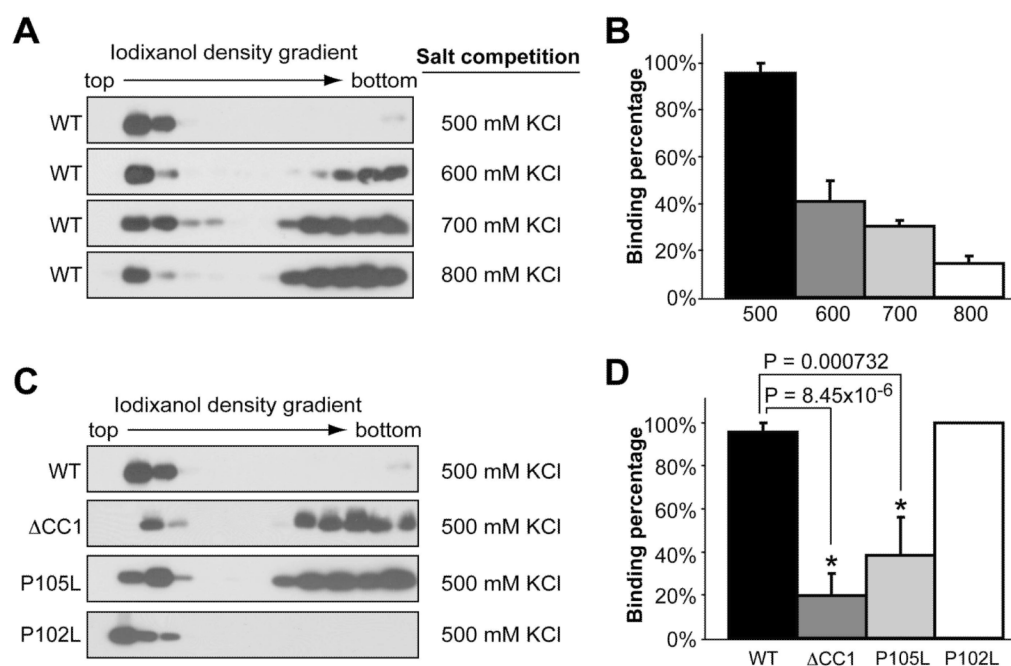 A
Iodixanol density gradient
Salt competition
top
bottom
WT
500 mM KCl
WT
600 mM KCl
WT
700 mM KCl
WT
800 mM KCl
B
Binding percentage
100%
80%
60%
40%
20%
0%
500
600
700
800
C
Iodixanol density gradient
top
bottom
WT
500 mM KCl
ΔCC1
500 mM KCl
P105L
500 mM KCl
P102L
500 mM KCl
D
P = 0.000732
P = 8.45x10⁻⁶
Binding percentage
100%
80%
60%
40%
20%
0%
*
*
WT
ΔCC1
P105L
P102L